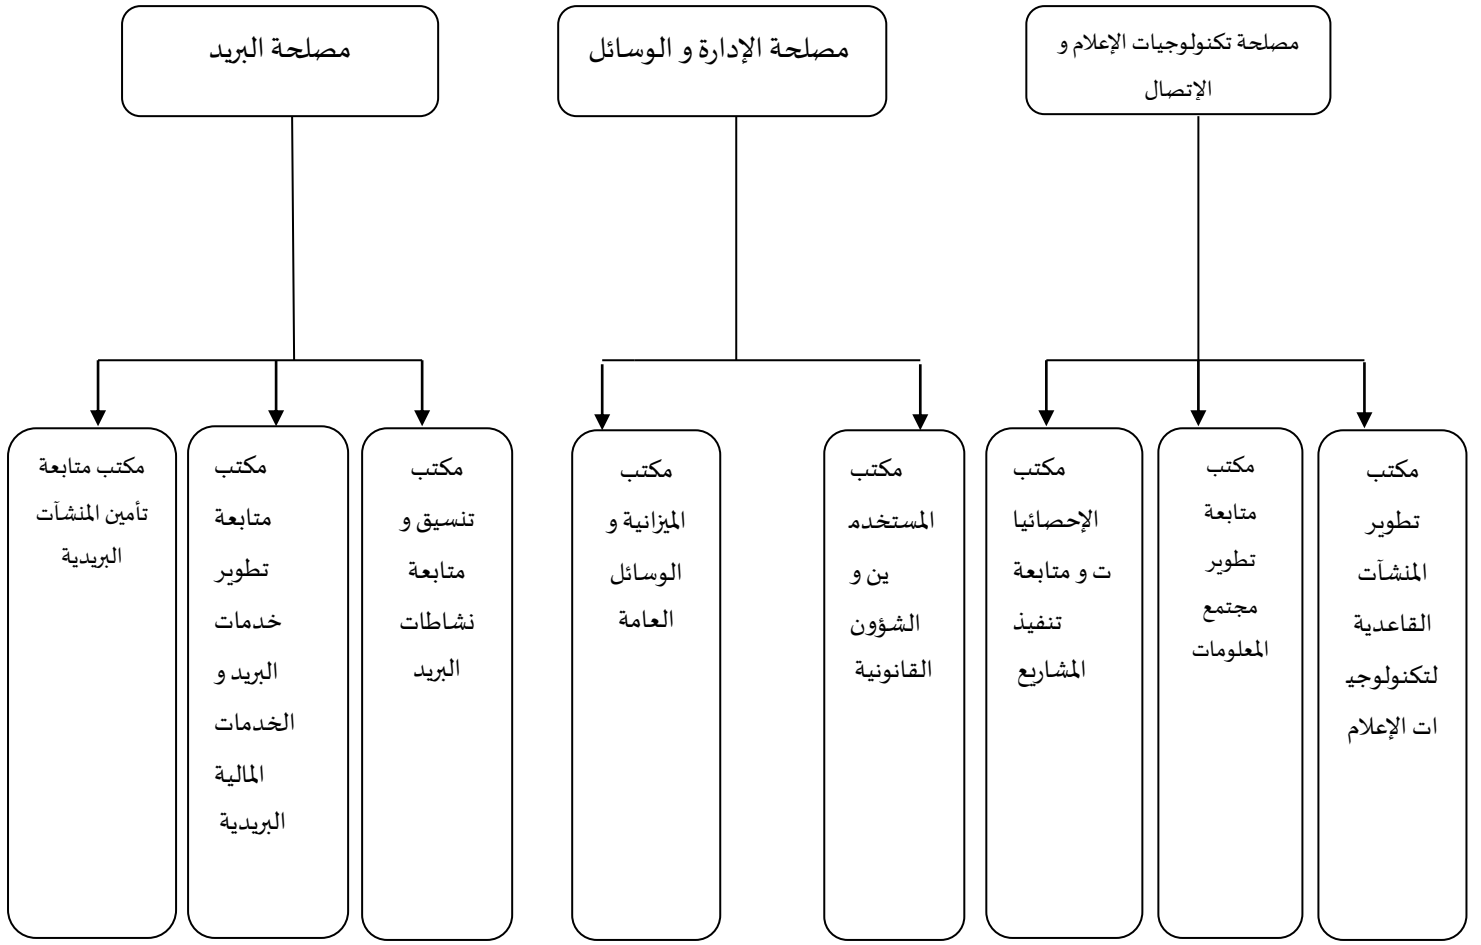 مصلحة تكنولوجيات الإعلام و
الإتصال
مصلحة الإدارة و الوسائل
مصلحة البريد
مكتب
تطوير
المنشآت
القاعدية
لتكنولوجيـ
ات الإعلام
مكتب
متابعة
تطوير
مجتمع
المعلومات
مكتب
الإحصائيا
ت و متابعة
تنفيذ
المشاريع
مكتب
المستخدمـ
ين و
الشؤون
القانونية
مكتب
الميزانية و
الوسائل
العامة
مكتب
تنسيق و
متابعة
نشاطات
البريد
مكتب
متابعة
تطوير
خدمات
البريد و
الخدمات
المالية
البريدية
مكتب متابعة
تأمين المنشآت
البريدية